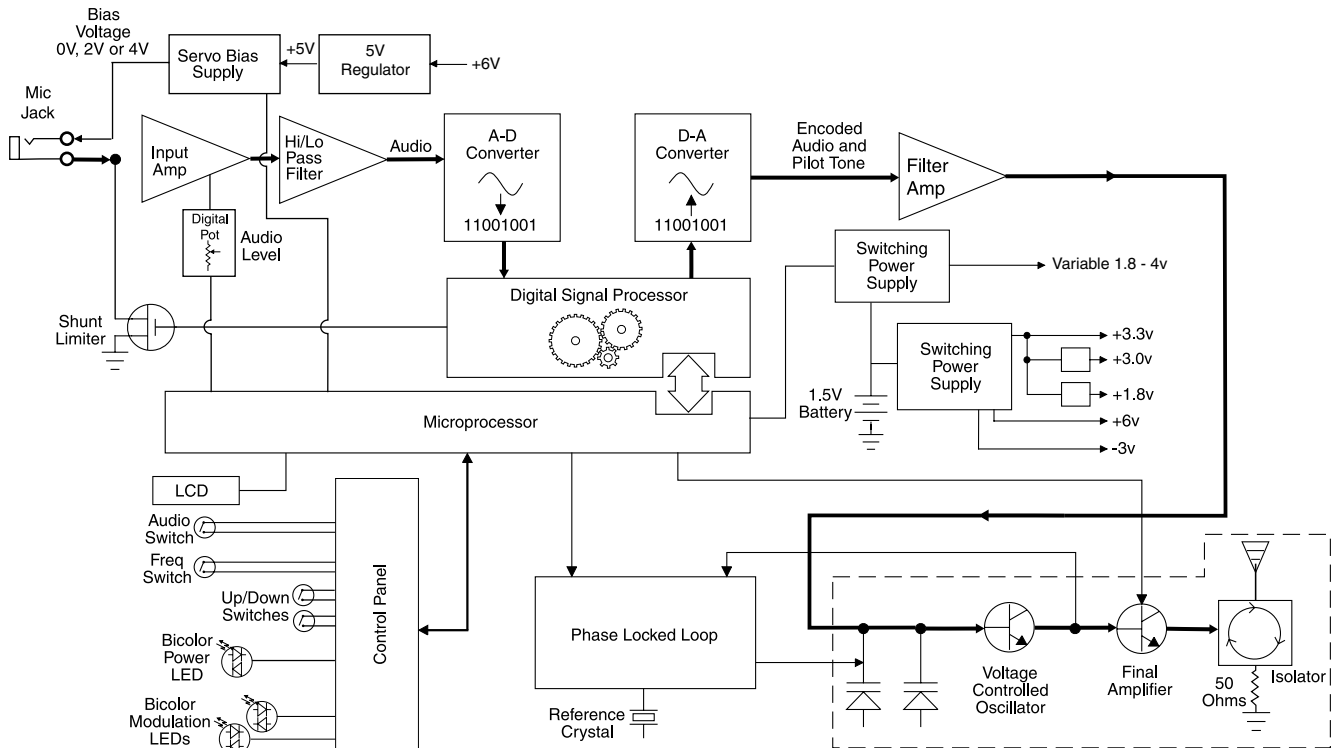 Bias
Voltage
0V, 2V or 4V
Servo Bias
Supply
+5V
5V
Regulator
+6V
Mic
Jack
Input
Amp
Hi/Lo
Pass
Filter
Audio
A-D
Converter
11001001
D-A
Converter
11001001
Encoded
Audio and
Pilot Tone
Filter
Amp
Digital
Pot
Audio
Level
Shunt
Limiter
Digital Signal Processor
Switching
Power
Supply
Variable 1.8 - 4v
Switching
Power
Supply
+3.3v
+3.0v
+1.8v
+6v
-3v
1.5V
Battery
Microprocessor
LCD
Audio
Switch
Freq
Switch
Up/Down
Switches
Bicolor
Power
LED
Bicolor
Modulation
LEDs
Control Panel
Phase Locked Loop
Reference
Crystal
Voltage
Controlled
Oscillator
Final
Amplifier
50
Ohms
Isolator